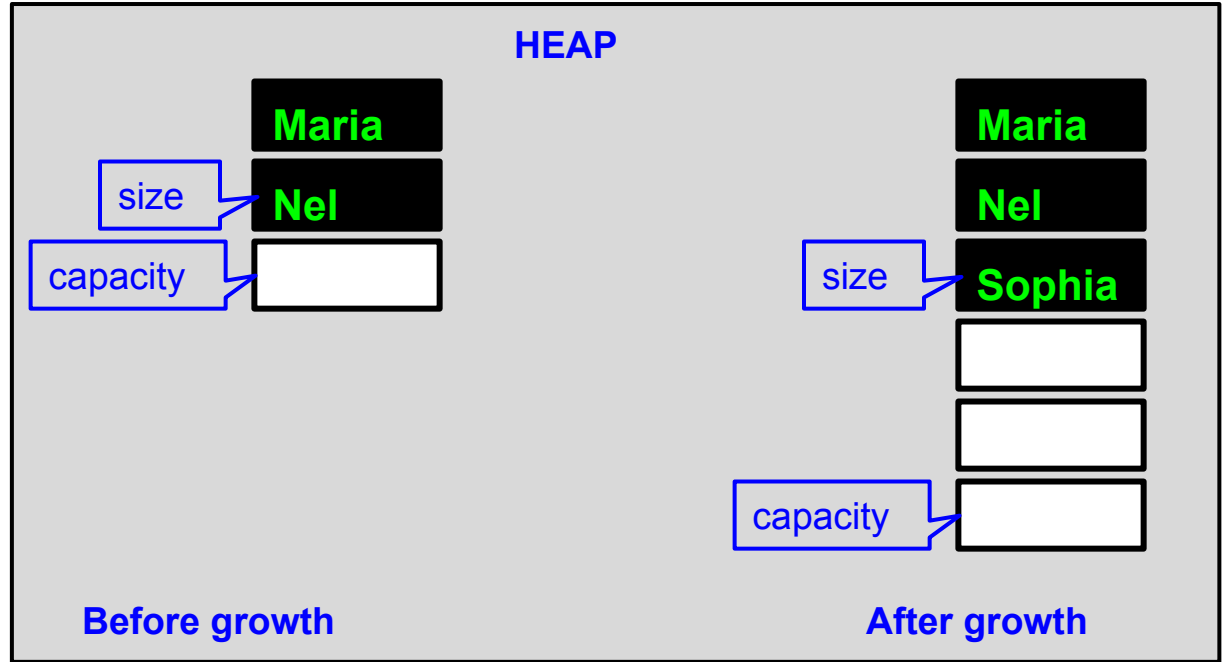 HEAP
Maria
size
Nel
capacity
Before growth
Maria
Nel
size
Sophia
capacity
After growth